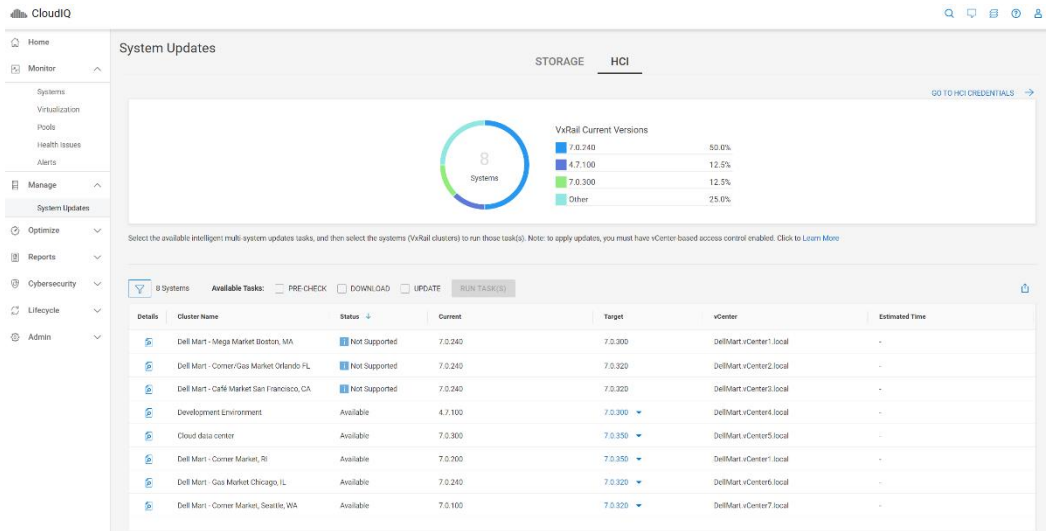 CloudIQ
Home
Monitor
Systems
Virtualization
Pools
Health Issues
Alerts
Manage
System Updates
Optimize
Reports
Cybersecurity
Lifecycle
Admin
System Updates
STORAGE HCI
GO TO HCI CREDENTIALS
8
Systems
VxRail Current Versions
7.0.240 50.0%
4.7.100 12.5%
7.0.300 12.5%
Other 25.0%
Select the available intelligent multi-system updates tasks, and then select the systems (VxRail clusters) to run those task(s). Note: to apply updates, you must have vCenter-based access control enabled. Click to Learn More
8 Systems Available Tasks: PRE-CHECK DOWNLOAD UPDATE RUN TASK(S)
Details Cluster Name Status Current Target vCenter Estimated Time
Dell Mart - Mega Market Boston, MA Not Supported 7.0.240 7.0.300 DellMart.vCenter1.local -
Dell Mart - Corner/Gas Market Orlando FL Not Supported 7.0.240 7.0.320 DellMart.vCenter2.local -
Dell Mart - Café Market San Francisco, CA Not Supported 7.0.240 7.0.320 DellMart.vCenter3.local -
Development Environment Available 4.7.100 7.0.300 DellMart.vCenter4.local -
Cloud data center Available 7.0.300 7.0.350 DellMart.vCenter5.local -
Dell Mart - Corner Market, RI Available 7.0.200 7.0.350 DellMart.vCenter1.local -
Dell Mart - Gas Market Chicago, IL Available 7.0.240 7.0.320 DellMart.vCenter6.local -
Dell Mart - Corner Market, Seattle, WA Available 7.0.100 7.0.320 DellMart.vCenter7.local -